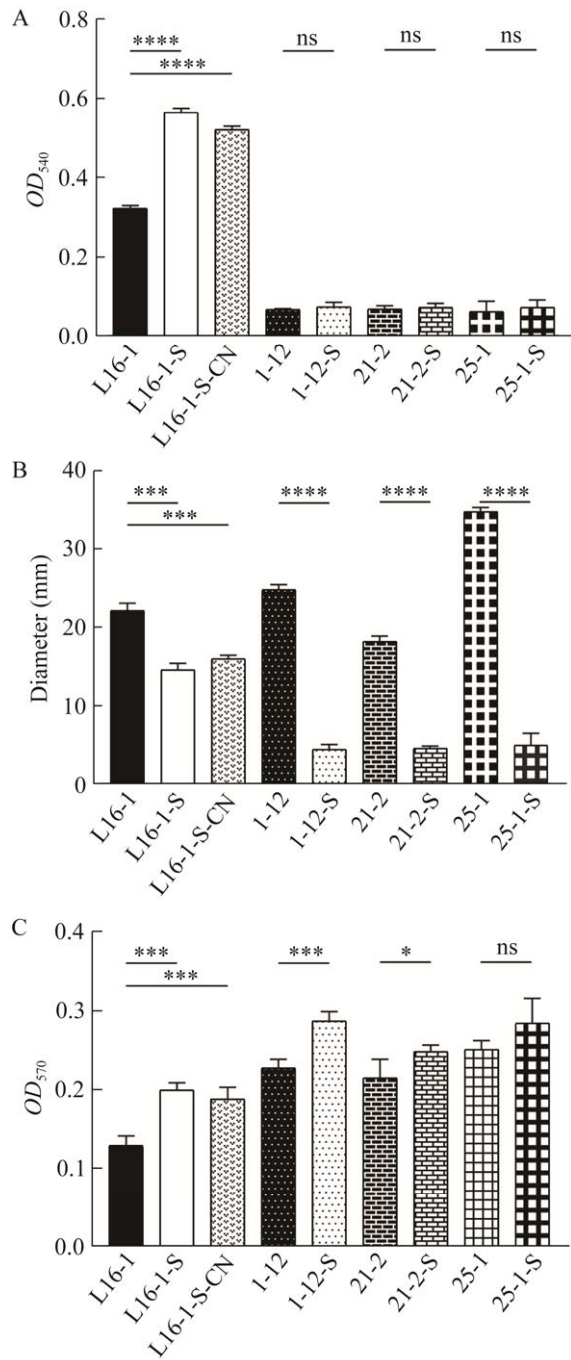 A
0.8
0.6
0.4
0.2
0.0
OD540
**** ns ns ns
****
L16-1 L16-1-S L16-1-S-CN 1-12 1-12-S 21-2 21-2-S 25-1 25-1-S
B
40
30
20
10
0
Diameter (mm)
*** **** **** ****
***
L16-1 L16-1-S L16-1-S-CN 1-12 1-12-S 21-2 21-2-S 25-1 25-1-S
C
0.4
0.3
0.2
0.1
0.0
OD570
*** *** * ns
***
L16-1 L16-1-S L16-1-S-CN 1-12 1-12-S 21-2 21-2-S 25-1 25-1-S